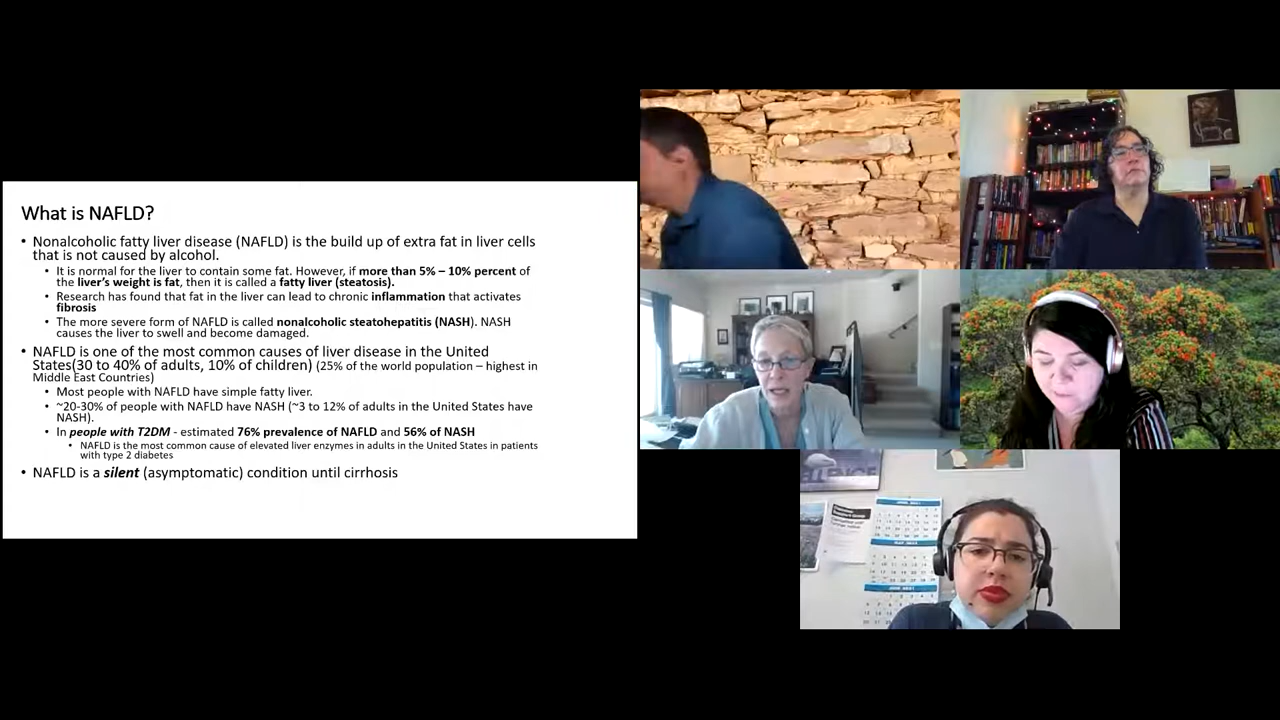 What is NAFLD?
• Nonalcoholic fatty liver disease (NAFLD) is the build up of extra fat in liver cells
that is not caused by alcohol.
• It is normal for the liver to contain some fat. However, if more than 5% – 10% percent of
the liver's weight is fat, then it is called a fatty liver (steatosis).
• Research has found that fat in the liver can lead to chronic inflammation that activates
fibrosis
• The more severe form of NAFLD is called nonalcoholic steatohepatitis (NASH). NASH
causes the liver to swell and become damaged.
• NAFLD is one of the most common causes of liver disease in the United
States(30 to 40% of adults, 10% of children) (25% of the world population – highest in
Middle East Countries)
• Most people with NAFLD have simple fatty liver.
• ~20-30% of people with NAFLD have NASH (~3 to 12% of adults in the United States have
NASH).
• In people with T2DM - estimated 76% prevalence of NAFLD and 56% of NASH
• NAFLD is the most common cause of elevated liver enzymes in adults in the United States in patients
with type 2 diabetes
• NAFLD is a silent (asymptomatic) condition until cirrhosis